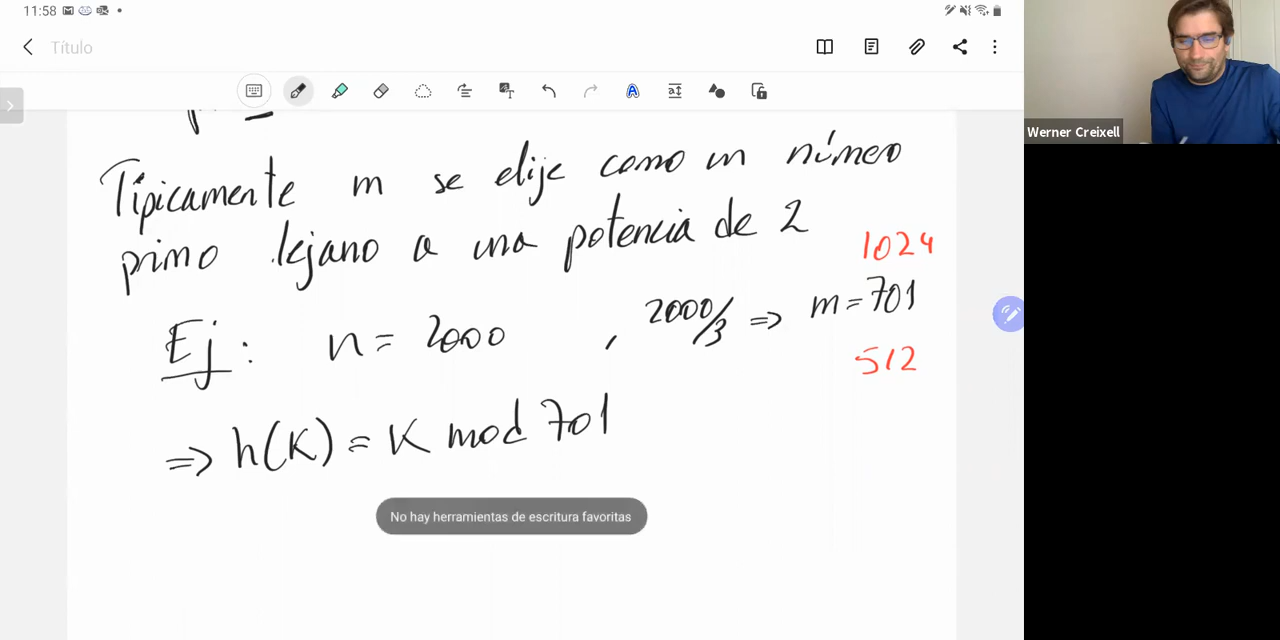 11:58
Título
Werner Creixell
Típicamente m se elije como un número
primo lejano a una potencia de 2
1024
Ej: n = 2000 , 2000/3 => m = 701
512
=> h(K) = K mod 701
No hay herramientas de escritura favoritas